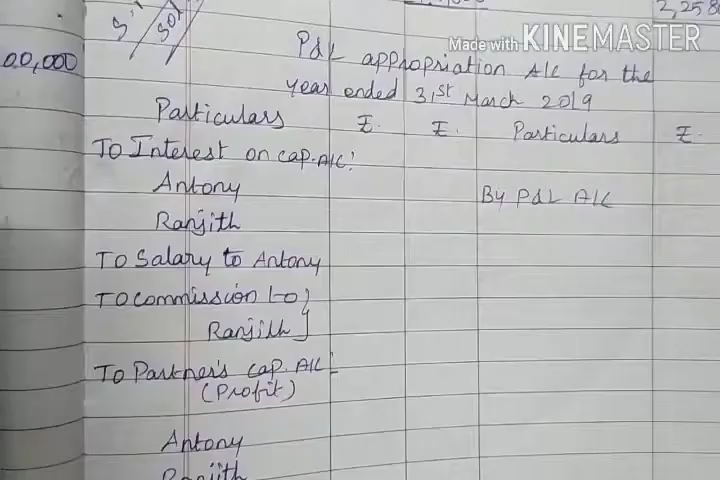 2,258
Made with KINEMASTER
00,000
P&L appropriation A/c for the
year ended 31st March 2019
Particulars ₹. ₹. Particulars ₹.
To Interest on cap. A/c:
Antony By P&L A/c
Ranjith
To Salary to Antony
To commission to }
Ranjith
To Partner's cap. A/c:
(Profit)
Antony
Ranjith